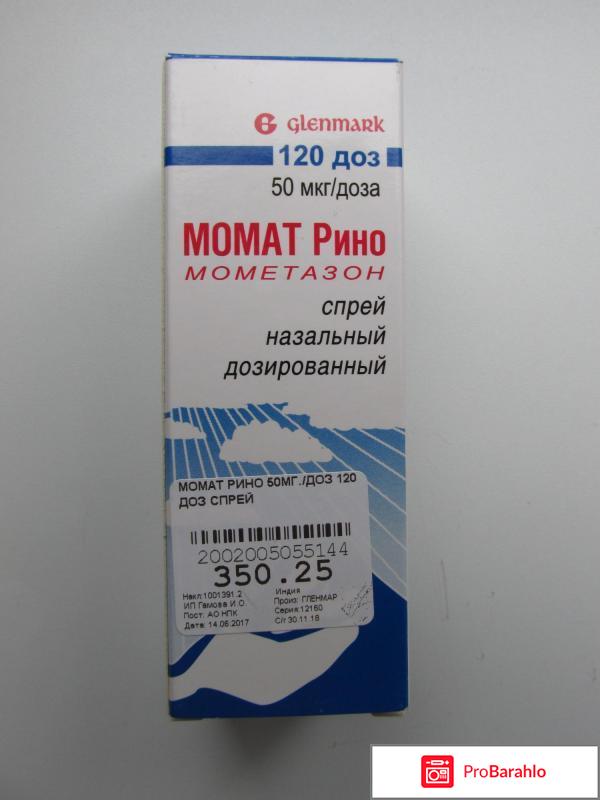 Glenmark
120 доз
50 мкг/доза
МОМАТ Рино
МОМЕТАЗОН
спрей
назальный
дозированный
МОМАТ РИНО 50МГ./ДОЗ 120
ДОЗ СПРЕЙ
2002005055144
350.25
Накл:1001391.2
ИП Гамова И.О.
Пост: АО НПК
Дата: 14.06.2017
Индия
Произ: ГЛЕНМАР
Серия:12160
С/г 30.11.18
ProBarahlo